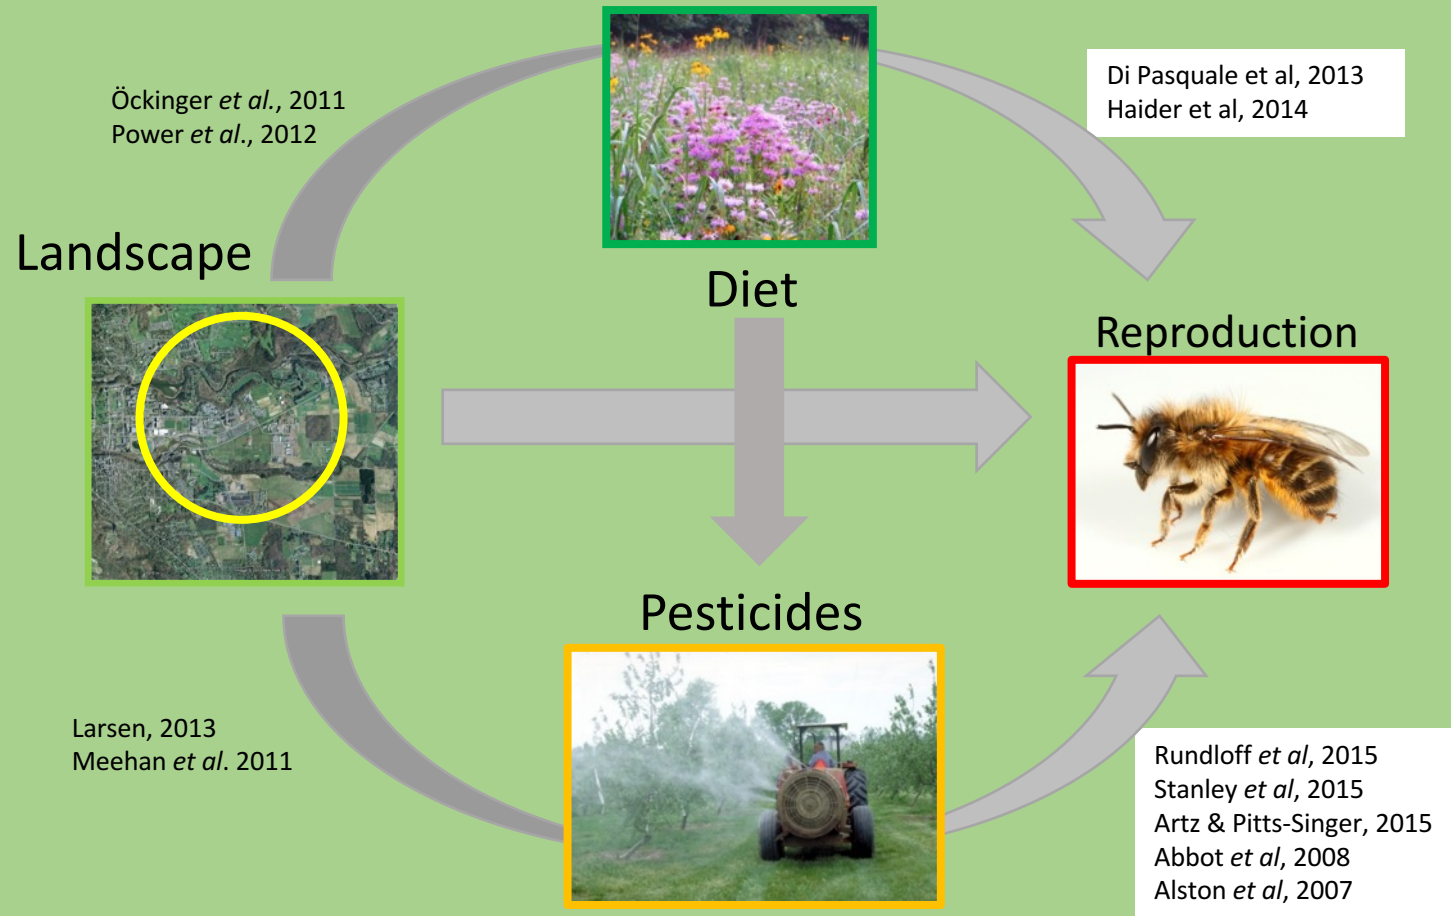 Öckinger et al., 2011
Power et al., 2012
Di Pasquale et al, 2013
Haider et al, 2014
Landscape
Diet
Reproduction
Pesticides
Larsen, 2013
Meehan et al. 2011
Rundloff et al, 2015
Stanley et al, 2015
Artz & Pitts-Singer, 2015
Abbot et al, 2008
Alston et al, 2007